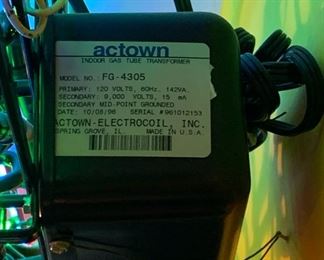 actown
INDOOR GAS TUBE TRANSFORMER
MODEL NO.: FG-4305
PRIMARY: 120 VOLTS, 60Hz, 142VA.
SECONDARY: 9,000 VOLTS, 15 mA
SECONDARY MID-POINT GROUNDED
DATE: 10/08/96 SERIAL #961012153
ACTOWN-ELECTROCOIL, INC.
SPRING GROVE, IL. MADE IN U.S.A.